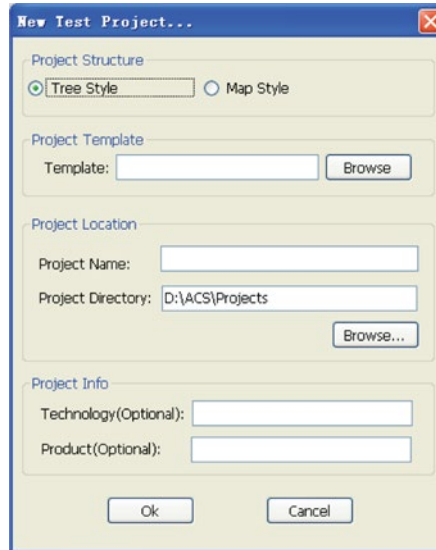 New Test Project...
Project Structure
Tree Style Map Style
Project Template
Template: Browse
Project Location
Project Name:
Project Directory: D:\ACS\Projects
Browse...
Project Info
Technology(Optional):
Product(Optional):
Ok Cancel